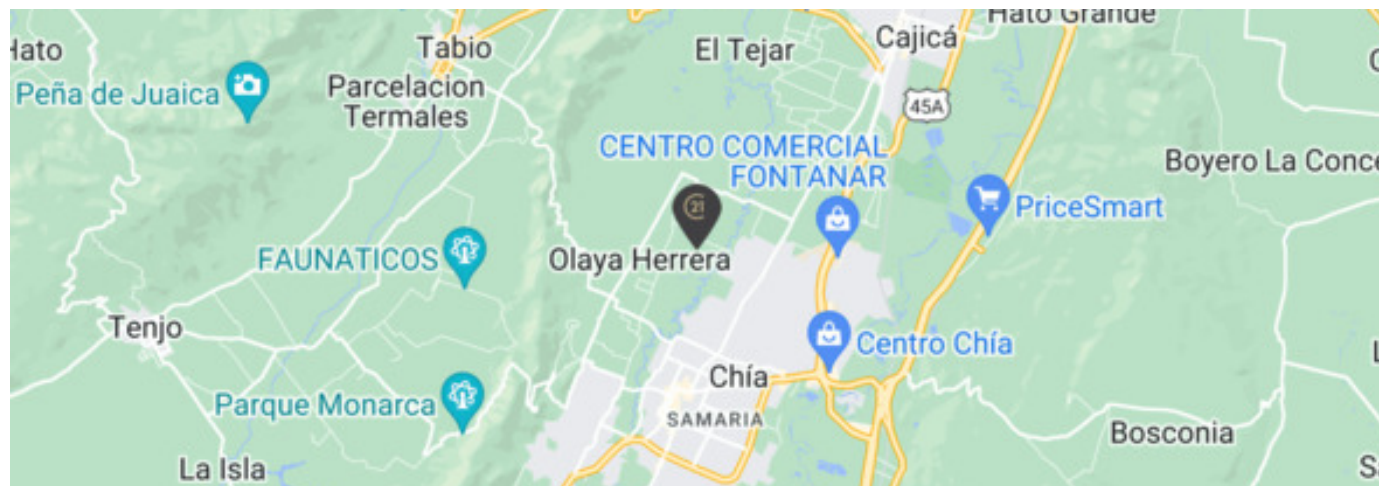 Hato Grande
Hato
Tabio
El Tejar
Cajicá
Peña de Juaica
Parcelacion
Termales
45A
CENTRO COMERCIAL
FONTANAR
Boyero La Conce
21
PriceSmart
FAUNATICOS
Olaya Herrera
Tenjo
Centro Chía
Chía
Parque Monarca
SAMARIA
Bosconia
La Isla